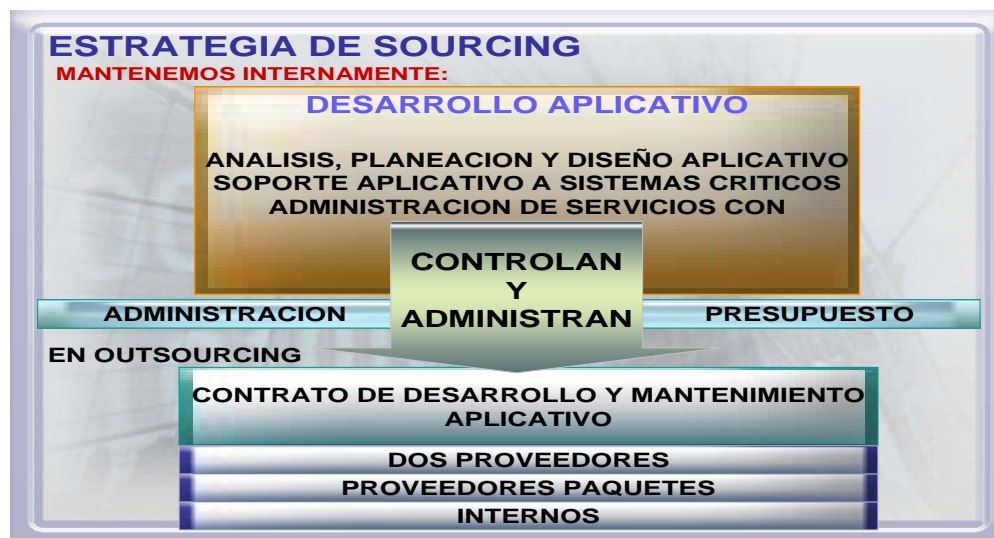 ESTRATEGIA DE SOURCING
MANTENEMOS INTERNAMENTE:
DESARROLLO APLICATIVO
ANALISIS, PLANEACION Y DISEÑO APLICATIVO
SOPORTE APLICATIVO A SISTEMAS CRITICOS
ADMINISTRACION DE SERVICIOS CON
CONTROLAN
Y
ADMINISTRAN
ADMINISTRACION
PRESUPUESTO
EN OUTSOURCING
CONTRATO DE DESARROLLO Y MANTENIMIENTO
APLICATIVO
DOS PROVEEDORES
PROVEEDORES PAQUETES
INTERNOS